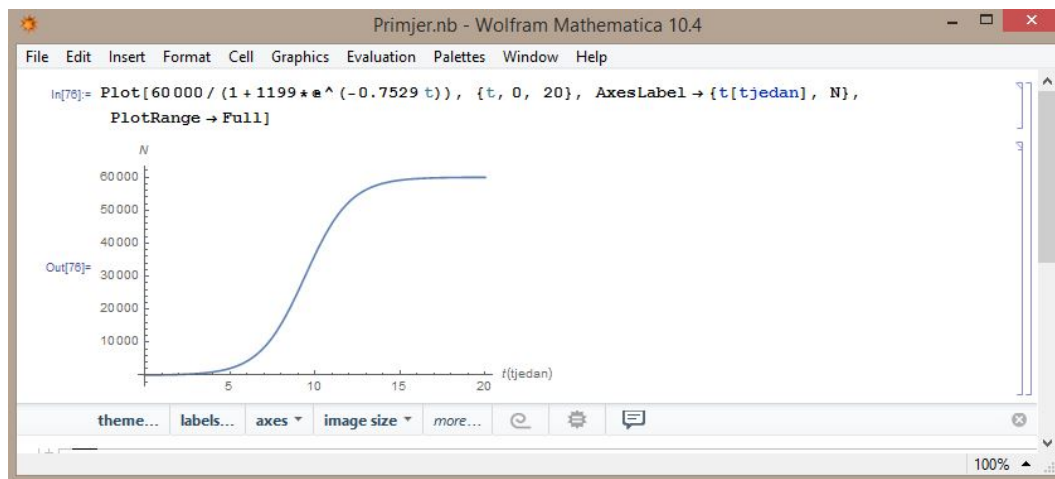 Primjer.nb - Wolfram Mathematica 10.4
File Edit Insert Format Cell Graphics Evaluation Palettes Window Help
In[76]:= Plot[60000/(1+1199*e^(-0.7529 t)), {t, 0, 20}, AxesLabel→{t[tjedan], N},
PlotRange→Full]
N
60000
50000
40000
Out[76]= 30000
20000
10000
5 10 15 20 t(tjedan)
theme... labels... axes image size more...
100%